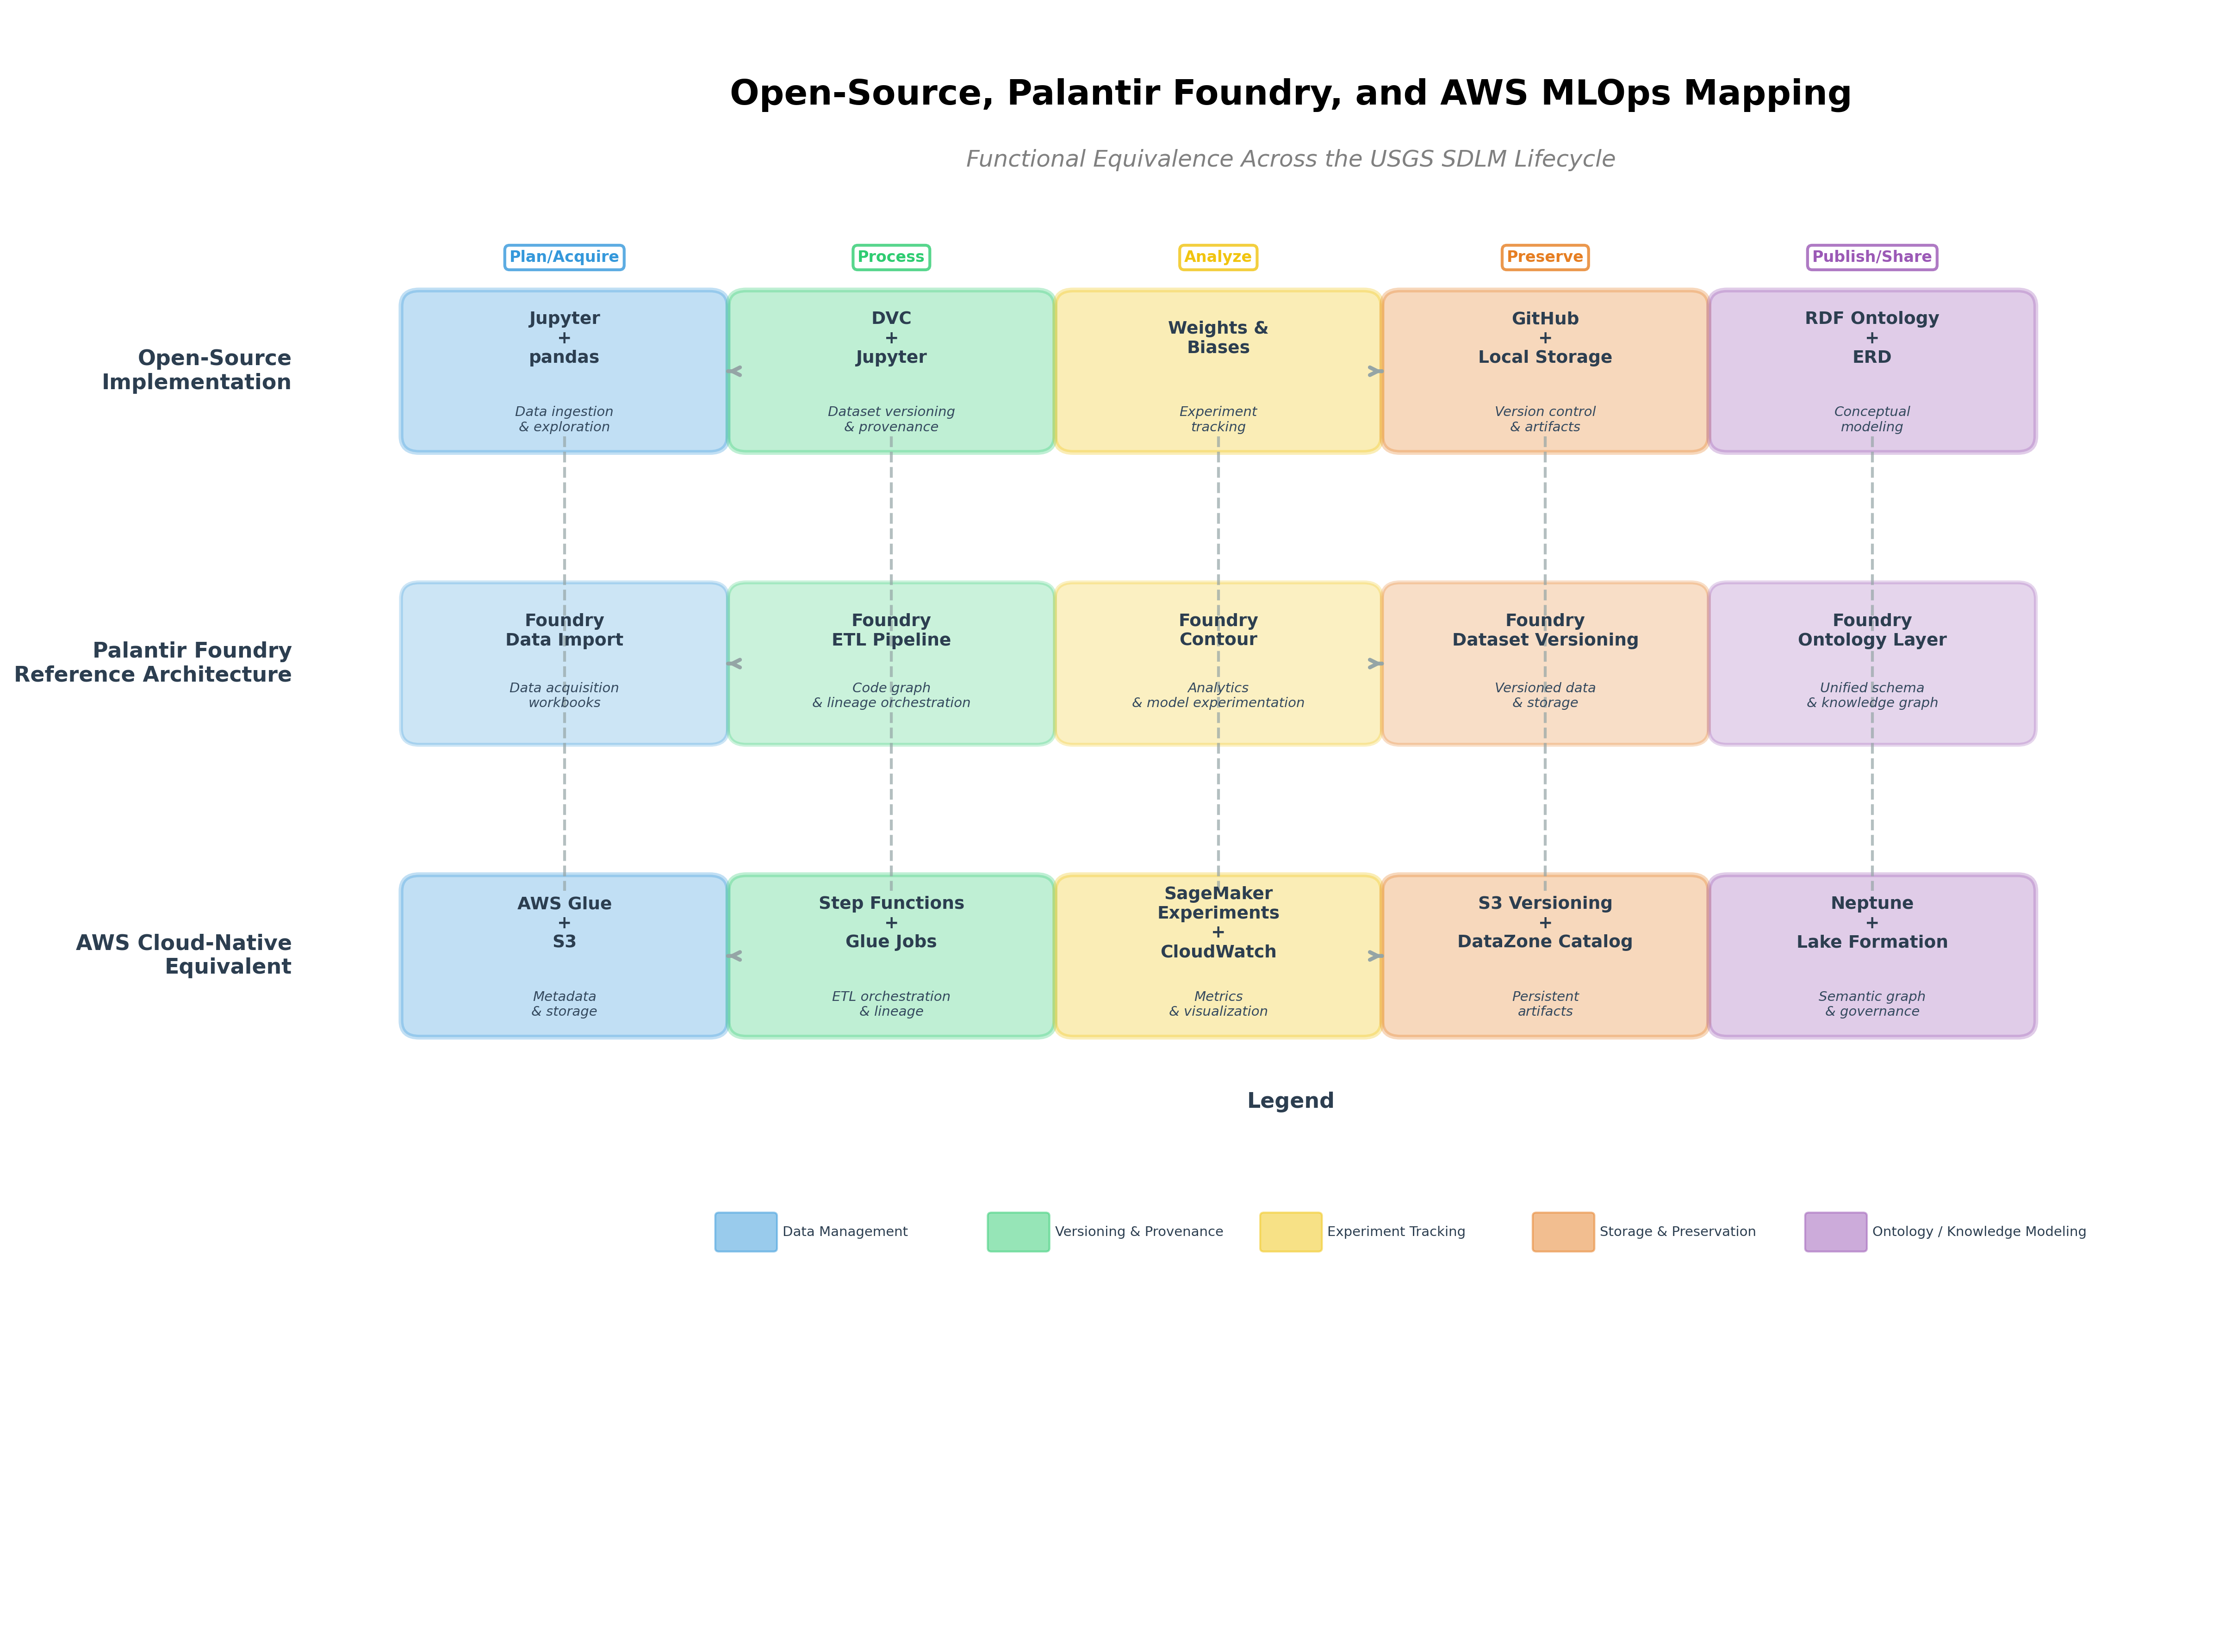 Open-Source, Palantir Foundry, and AWS MLOps Mapping
Functional Equivalence Across the USGS SDLM Lifecycle
Plan/Acquire
Process
Analyze
Preserve
Publish/Share
Open-Source
Implementation
Jupyter
+
pandas
Data ingestion
& exploration
DVC
+
Jupyter
Dataset versioning
& provenance
Weights &
Biases
Experiment
tracking
GitHub
+
Local Storage
Version control
& artifacts
RDF Ontology
+
ERD
Conceptual
modeling
Palantir Foundry
Reference Architecture
Foundry
Data Import
Data acquisition
workbooks
Foundry
ETL Pipeline
Code graph
& lineage orchestration
Foundry
Contour
Analytics
& model experimentation
Foundry
Dataset Versioning
Versioned data
& storage
Foundry
Ontology Layer
Unified schema
& knowledge graph
AWS Cloud-Native
Equivalent
AWS Glue
+
S3
Metadata
& storage
Step Functions
+
Glue Jobs
ETL orchestration
& lineage
SageMaker
Experiments
+
CloudWatch
Metrics
& visualization
S3 Versioning
+
DataZone Catalog
Persistent
artifacts
Neptune
+
Lake Formation
Semantic graph
& governance
Legend
Data Management
Versioning & Provenance
Experiment Tracking
Storage & Preservation
Ontology / Knowledge Modeling